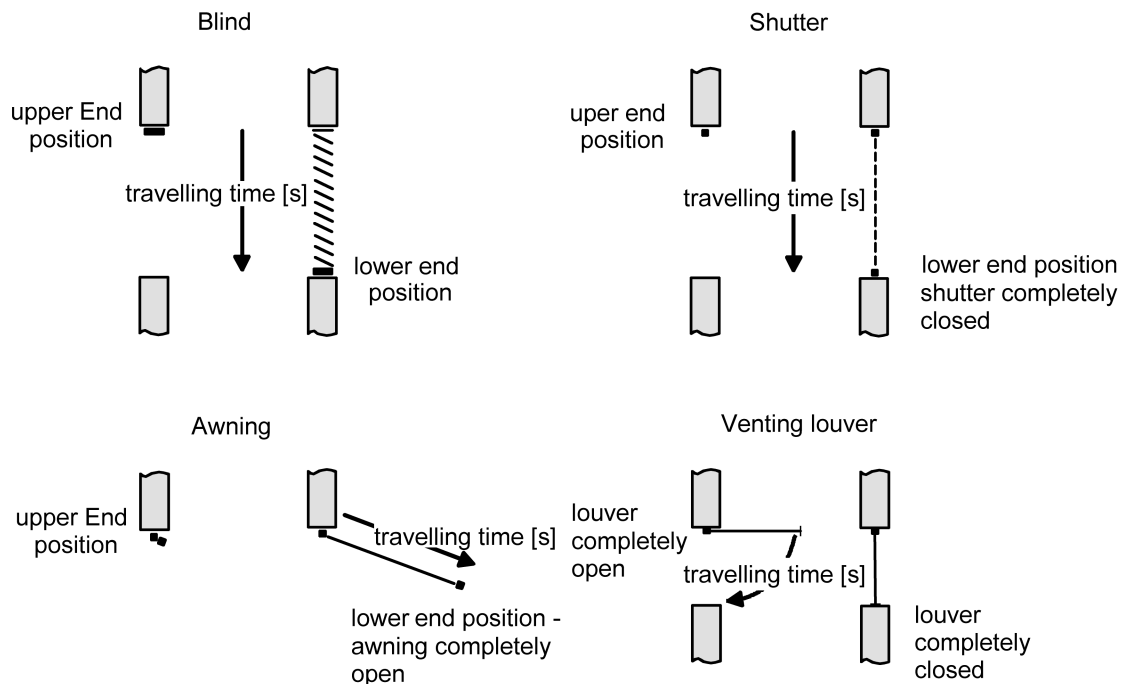 Blind
upper End
position
travelling time [s]
lower end
position
Shutter
uper end
position
travelling time [s]
lower end position
shutter completely
closed
Awning
upper End
position
travelling time [s]
lower end position -
awning completely
open
Venting louver
louver
completely
open
travelling time [s]
louver
completely
closed